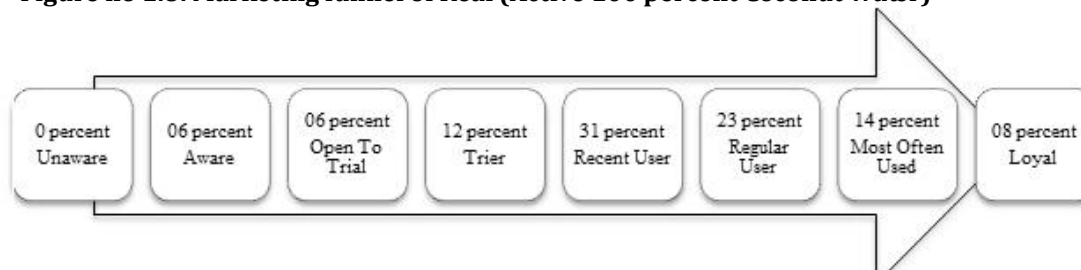 0 percent
Unaware
06 percent
Aware
06 percent
Open To
Trial
12 percent
Trier
31 percent
Recent User
23 percent
Regular
User
14 percent
Most Often
Used
08 percent
Loyal